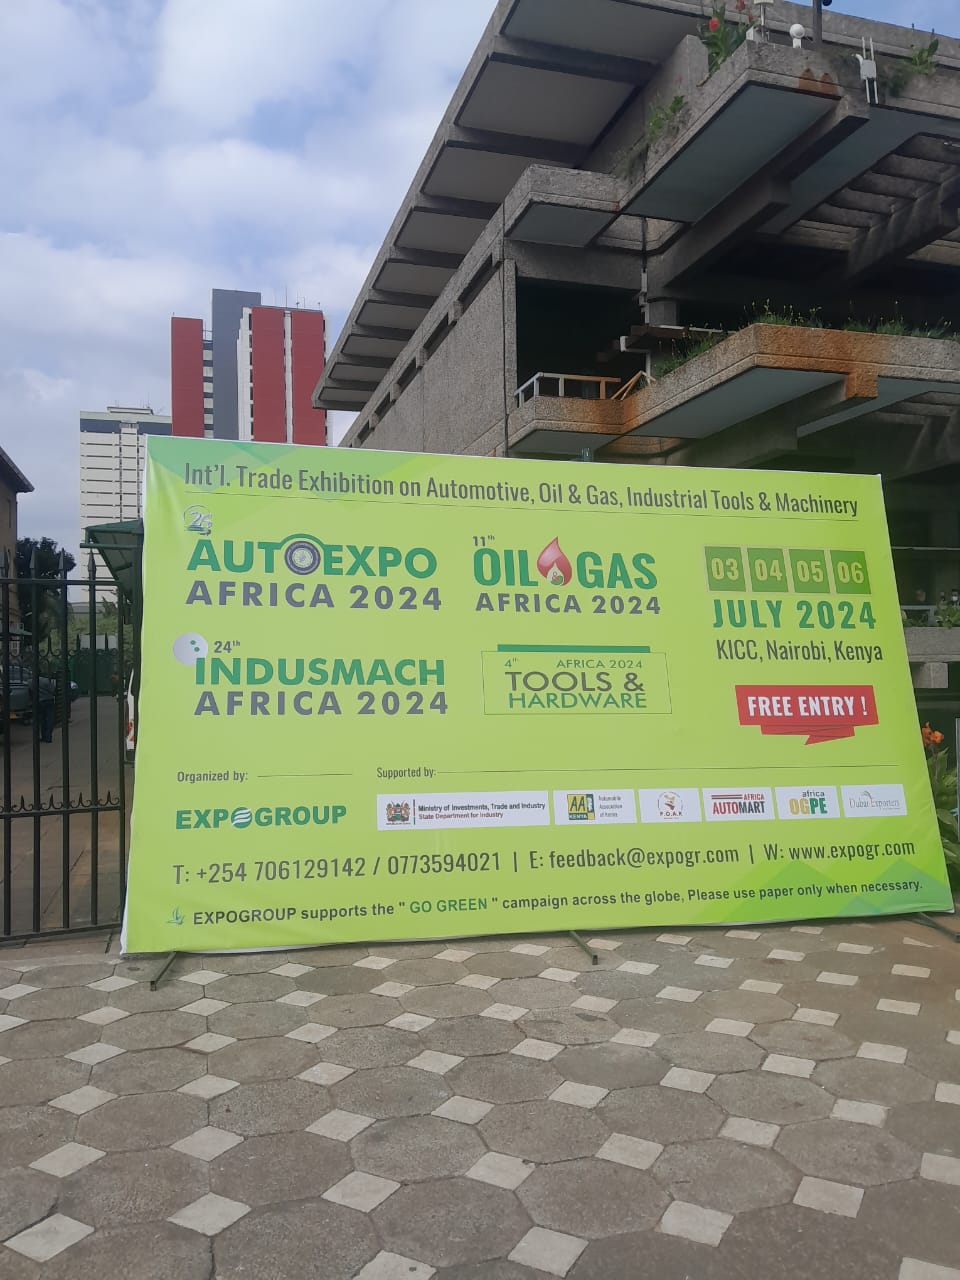 Int'l. Trade Exhibition on Automotive, Oil & Gas, Industrial Tools & Machinery
AUTOEXPO
AFRICA 2024
11th
OIL GAS
AFRICA 2024
03 04 05 06
JULY 2024
KICC, Nairobi, Kenya
24th
INDUSMACH
AFRICA 2024
4th AFRICA 2024
TOOLS &
HARDWARE
FREE ENTRY !
Organized by:
EXPOGROUP
Supported by:
Ministry of Investments, Trade and Industry
State Department for Industry
AA
KENYA
Automobile
Association
of Kenya
AFRICA
AUTOMART
africa
OGPE
Dubai Exporters
T: +254 706129142 / 0773594021 | E: feedback@expogr.com | W: www.expogr.com
EXPOGROUP supports the " GO GREEN " campaign across the globe, Please use paper only when necessary.